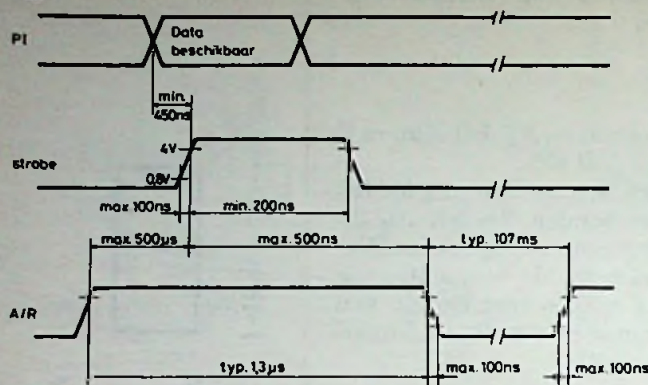 PI
Data
beschikbaar
min.
450ns
4V
strobe
0,8V
max. 100ns
min. 200ns
max. 500µs
max. 500ns
typ. 107ms
A/R
typ. 1,3µs
max. 100ns
max. 100ns